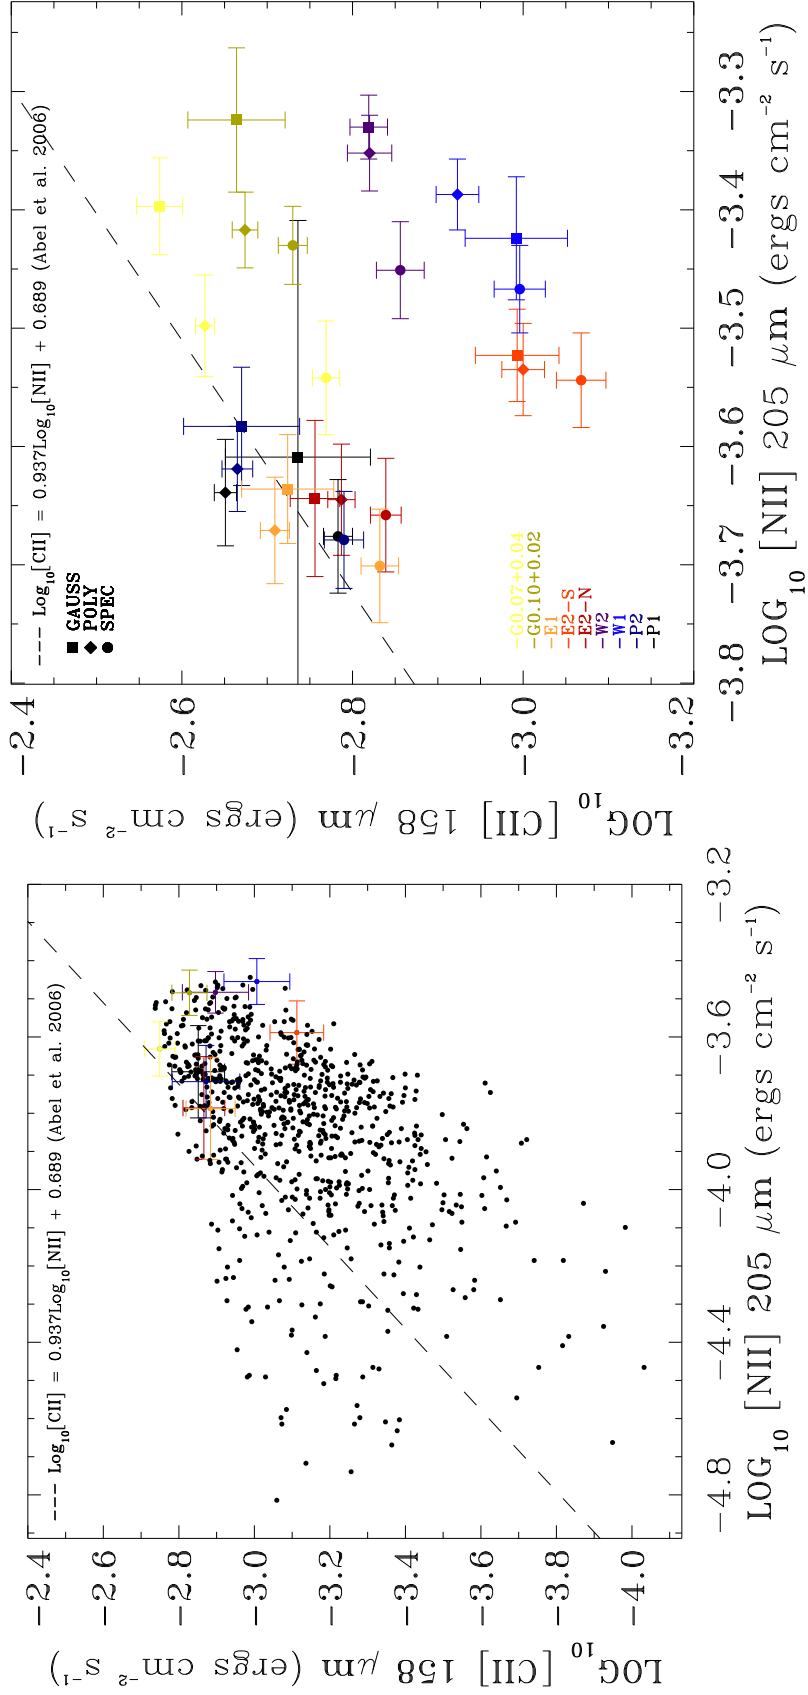 ---- Log10[CII] = 0.937Log10[NII] + 0.689 (Abel et al. 2006)
−2.4
−2.6
−2.8
−3.0
−3.2
−3.4
−3.6
−3.8
−4.0
LOG10 [CII] 158 μm (ergs cm−2 s−1)
−4.8
−4.4
−4.0
−3.6
−3.2
LOG10 [NII] 205 μm (ergs cm−2 s−1)
---- Log10[CII] = 0.937Log10[NII] + 0.689 (Abel et al. 2006)
GAUSS
POLY
SPEC
−G0.07+0.04
−G0.10+0.02
−E1
−E2−S
−E2−N
−W2
−W1
−P2
−P1
−2.4
−2.6
−2.8
−3.0
−3.2
LOG10 [CII] 158 μm (ergs cm−2 s−1)
−3.8
−3.7
−3.6
−3.5
−3.4
−3.3
LOG10 [NII] 205 μm (ergs cm−2 s−1)